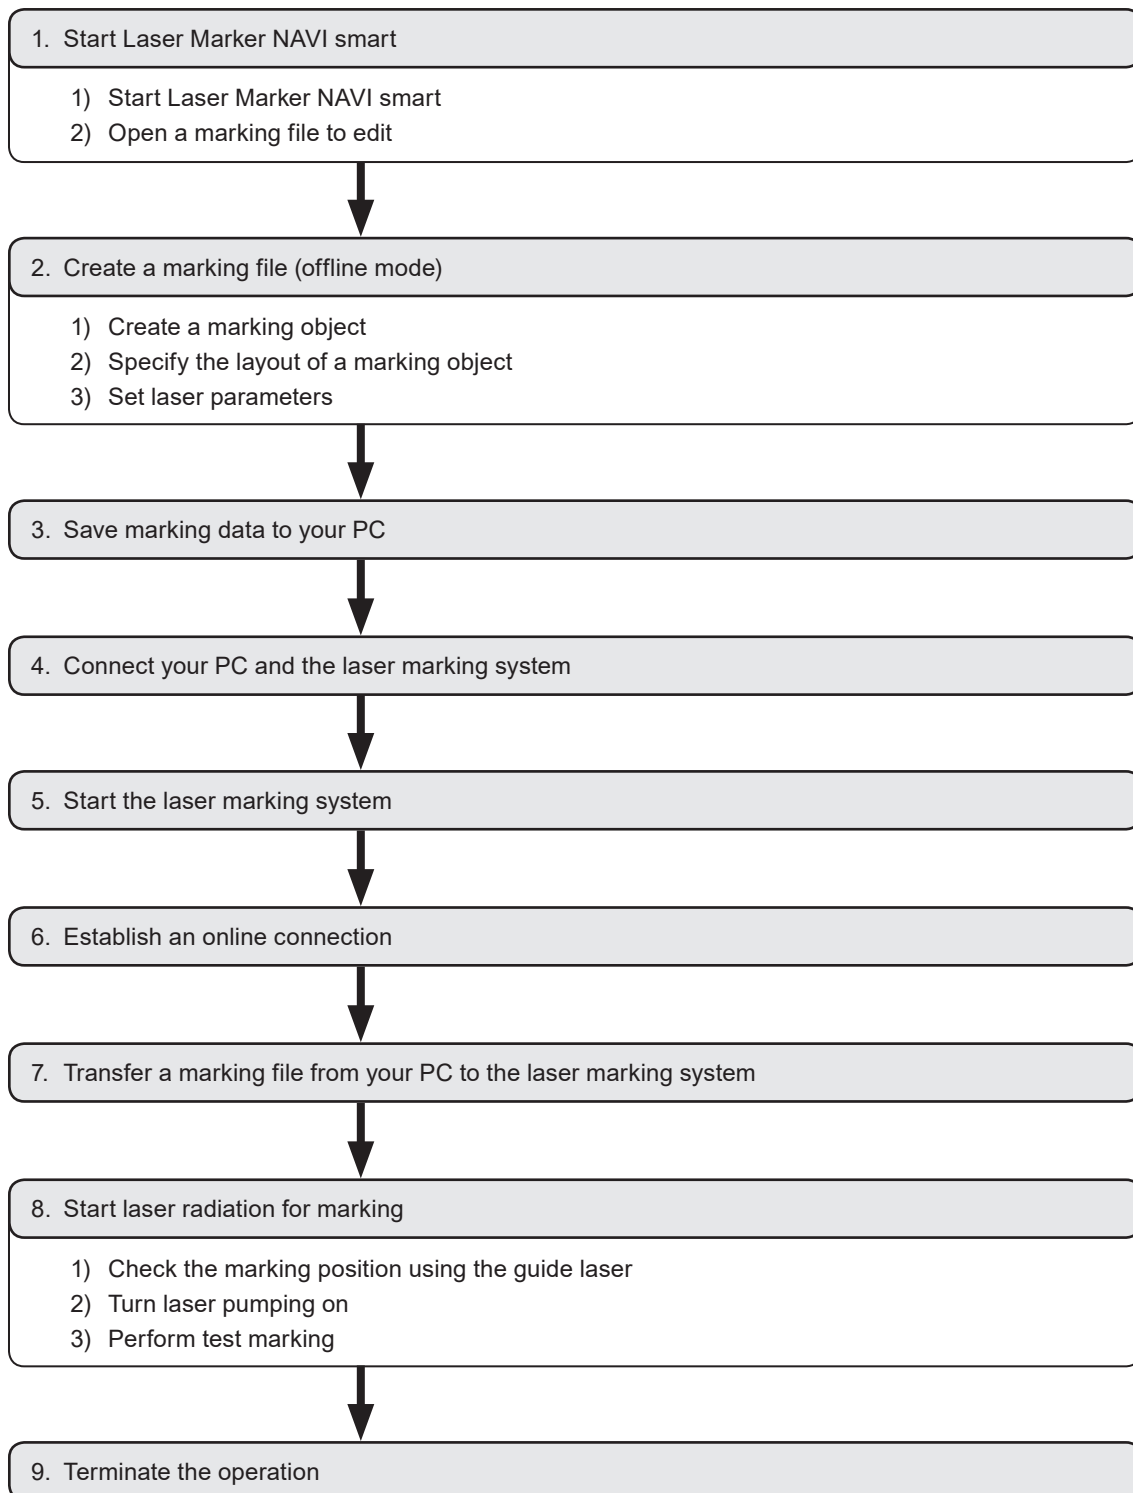 1. Start Laser Marker NAVI smart
1) Start Laser Marker NAVI smart
2) Open a marking file to edit
2. Create a marking file (offline mode)
1) Create a marking object
2) Specify the layout of a marking object
3) Set laser parameters
3. Save marking data to your PC
4. Connect your PC and the laser marking system
5. Start the laser marking system
6. Establish an online connection
7. Transfer a marking file from your PC to the laser marking system
8. Start laser radiation for marking
1) Check the marking position using the guide laser
2) Turn laser pumping on
3) Perform test marking
9. Terminate the operation